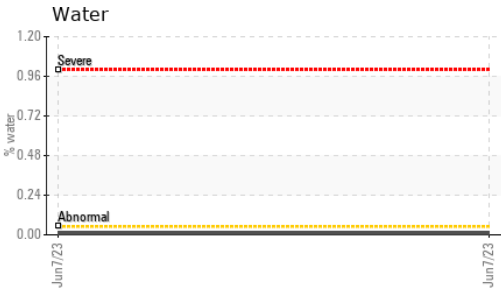 Water
1.20
0.96
0.72
0.48
0.24
0.00
% water
Severe
Abnormal
Jun7/23
Jun7/23